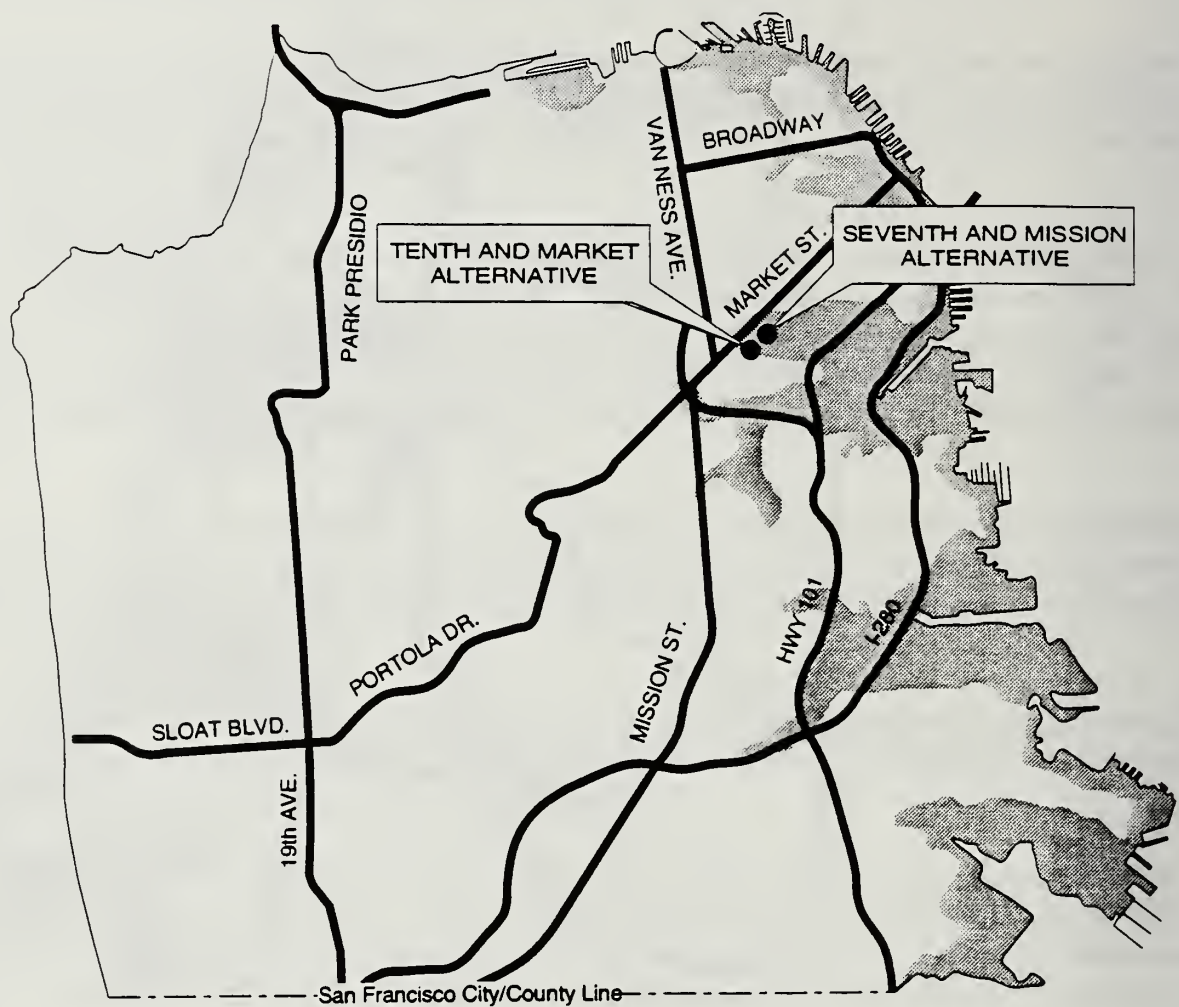 VAN NESS AVE.
BROADWAY
PARK PRESIDIO
TENTH AND MARKET
ALTERNATIVE
MARKET ST.
SEVENTH AND MISSION
ALTERNATIVE
HWY 101
I-280
PORTOLA DR.
MISSION ST.
SLOAT BLVD.
19th AVE.
San Francisco City/County Line